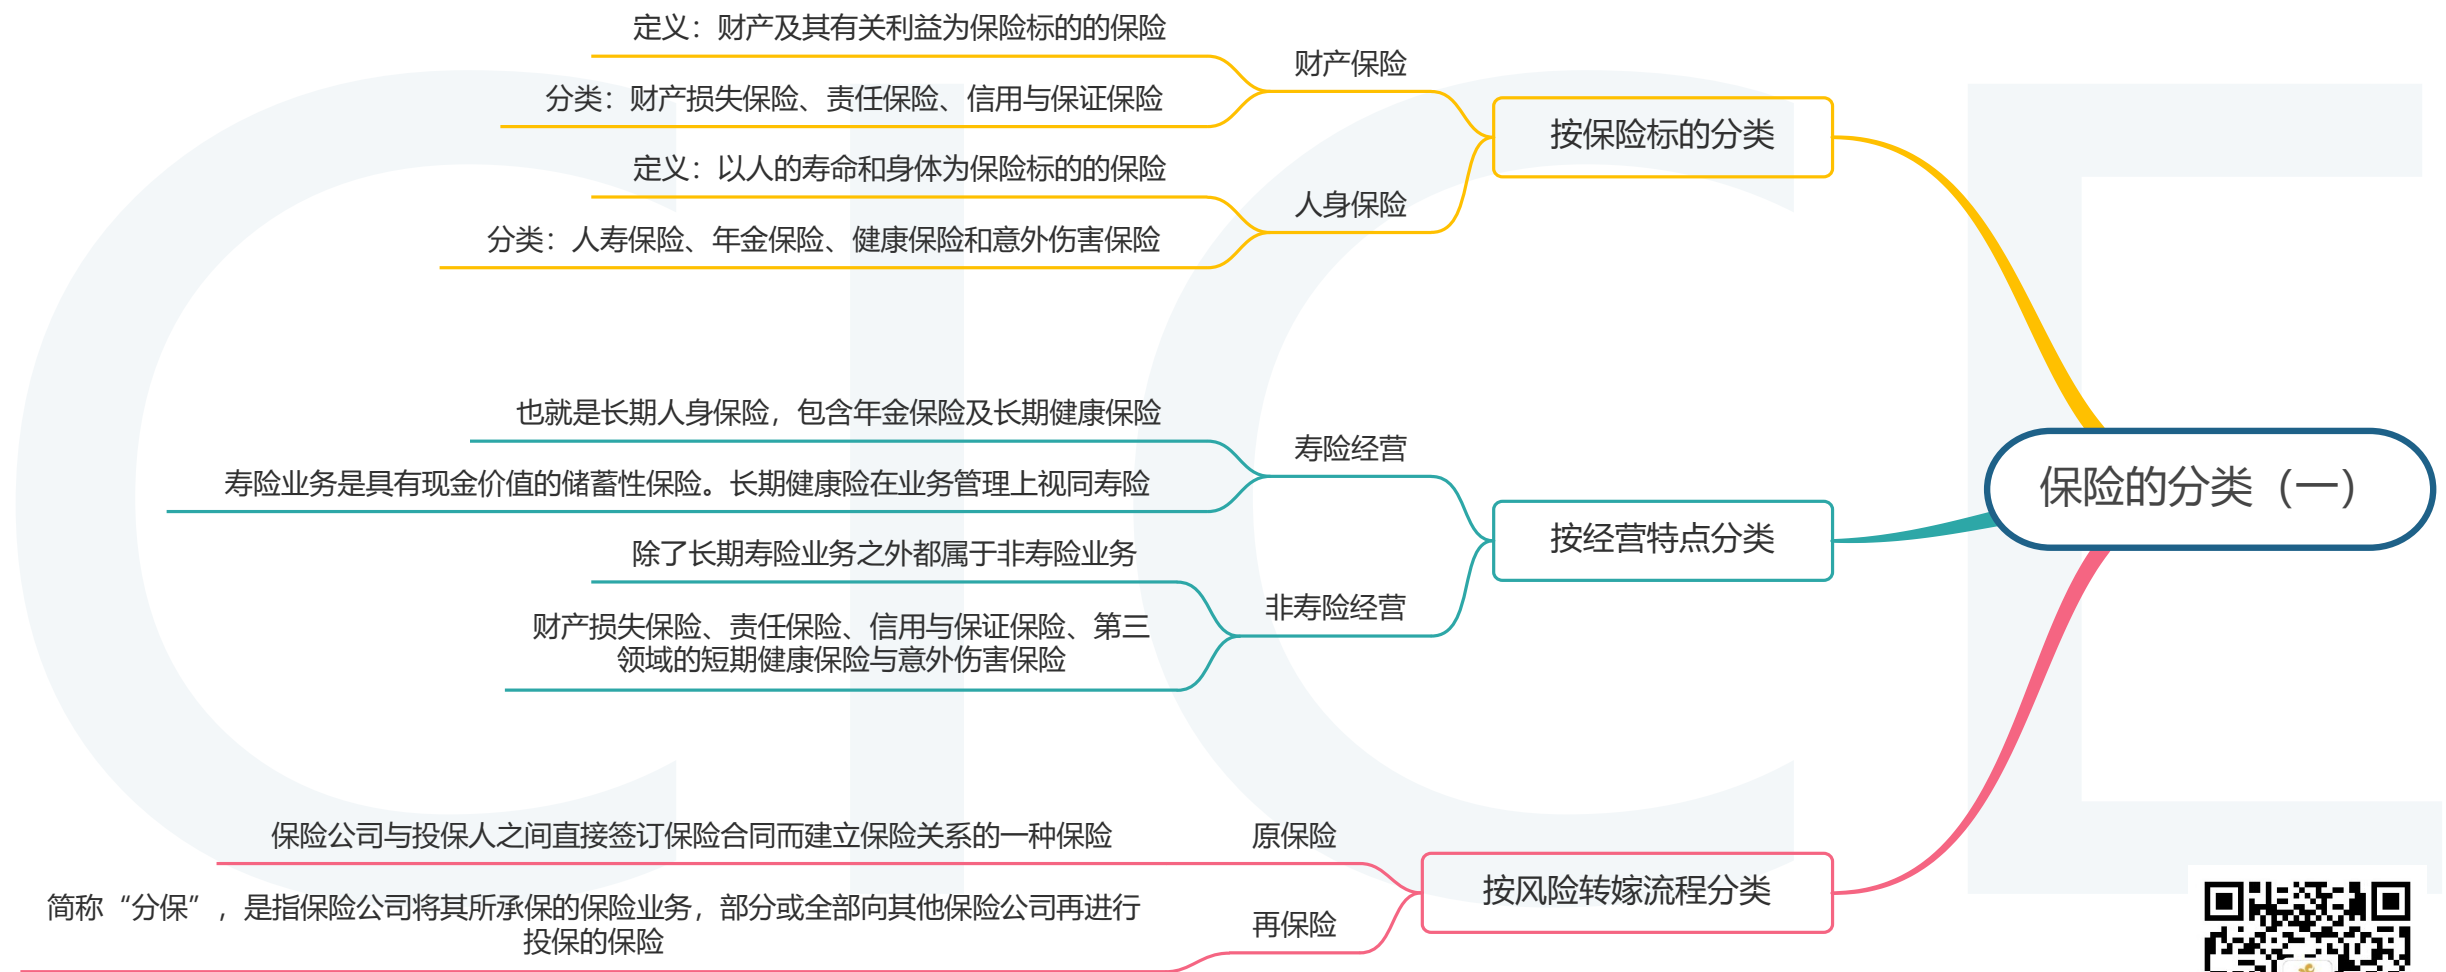 保险的分类（一）
按保险标的分类
财产保险
定义：财产及其有关利益为保险标的的保险
分类：财产损失保险、责任保险、信用与保证保险
人身保险
定义：以人的寿命和身体为保险标的的保险
分类：人寿保险、年金保险、健康保险和意外伤害保险
按经营特点分类
寿险经营
也就是长期人身保险，包含年金保险及长期健康保险
寿险业务是具有现金价值的储蓄性保险。长期健康险在业务管理上视同寿险
非寿险经营
除了长期寿险业务之外都属于非寿险业务
财产损失保险、责任保险、信用与保证保险、第三
领域的短期健康保险与意外伤害保险
按风险转嫁流程分类
原保险
保险公司与投保人之间直接签订保险合同而建立保险关系的一种保险
再保险
简称“分保”，是指保险公司将其所承保的保险业务，部分或全部向其他保险公司再进行
投保的保险
CICE